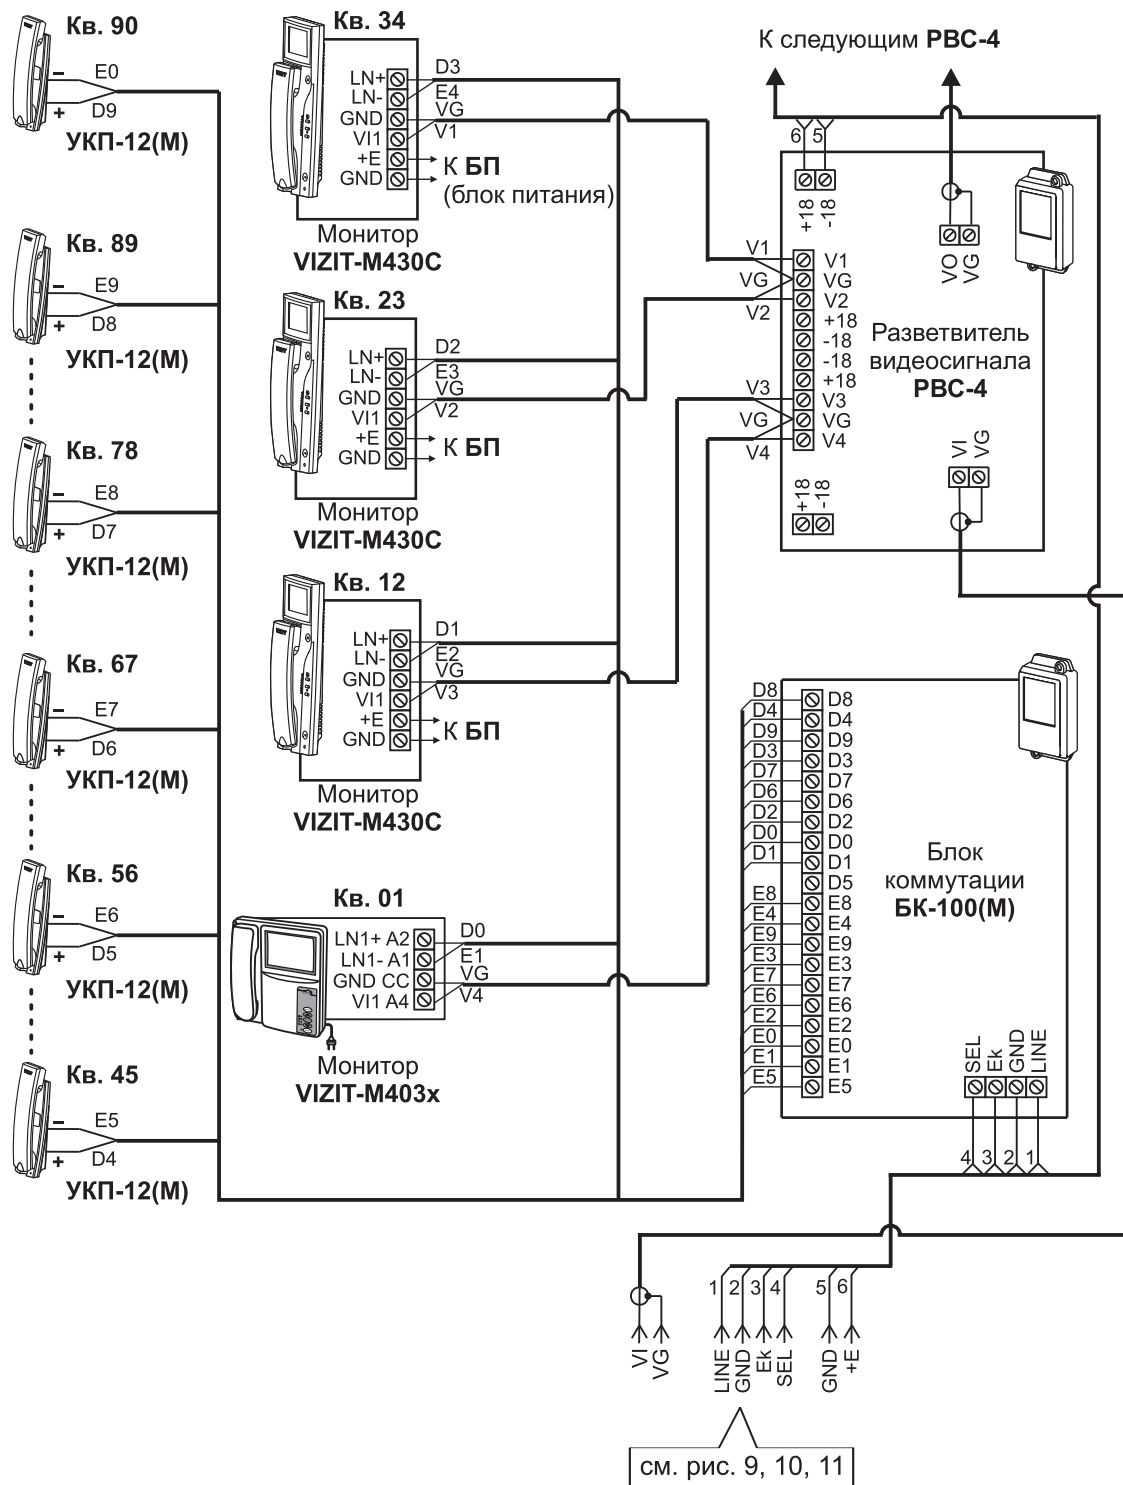 Кв. 90
−
E0
+
D9
УКП-12(М)
Кв. 89
−
E9
+
D8
УКП-12(М)
Кв. 78
−
E8
+
D7
УКП-12(М)
Кв. 67
−
E7
+
D6
УКП-12(М)
Кв. 56
−
E6
+
D5
УКП-12(М)
Кв. 45
−
E5
+
D4
УКП-12(М)
Кв. 34
LN+
LN-
GND
VI1
+E
GND
D3
E4
VG
V1
К БП
(блок питания)
Монитор
VIZIT-M430C
Кв. 23
LN+
LN-
GND
VI1
+E
GND
D2
E3
VG
V2
К БП
Монитор
VIZIT-M430C
Кв. 12
LN+
LN-
GND
VI1
+E
GND
D1
E2
VG
V3
К БП
Монитор
VIZIT-M430C
Кв. 01
LN1+ A2
LN1- A1
GND CC
VI1 A4
D0
E1
VG
V4
Монитор
VIZIT-M403x
К следующим РВС-4
6
5
+18
-18
VO
VG
V1
VG
V2
V3
VG
V4
V1
VG
V2
+18
-18
-18
+18
V3
VG
V4
Разветвитель
видеосигнала
РВС-4
VI
VG
+18
-18
D8
D4
D9
D3
D7
D6
D2
D0
D1
E8
E4
E9
E3
E7
E6
E2
E0
E1
E5
D8
D4
D9
D3
D7
D6
D2
D0
D1
D5
E8
E4
E9
E3
E7
E6
E2
E0
E1
E5
Блок
коммутации
БК-100(М)
SEL
Ek
GND
LINE
4
3
2
1
1
2
3
4
5
6
VI
VG
LINE
GND
Ek
SEL
GND
+E
см. рис. 9, 10, 11